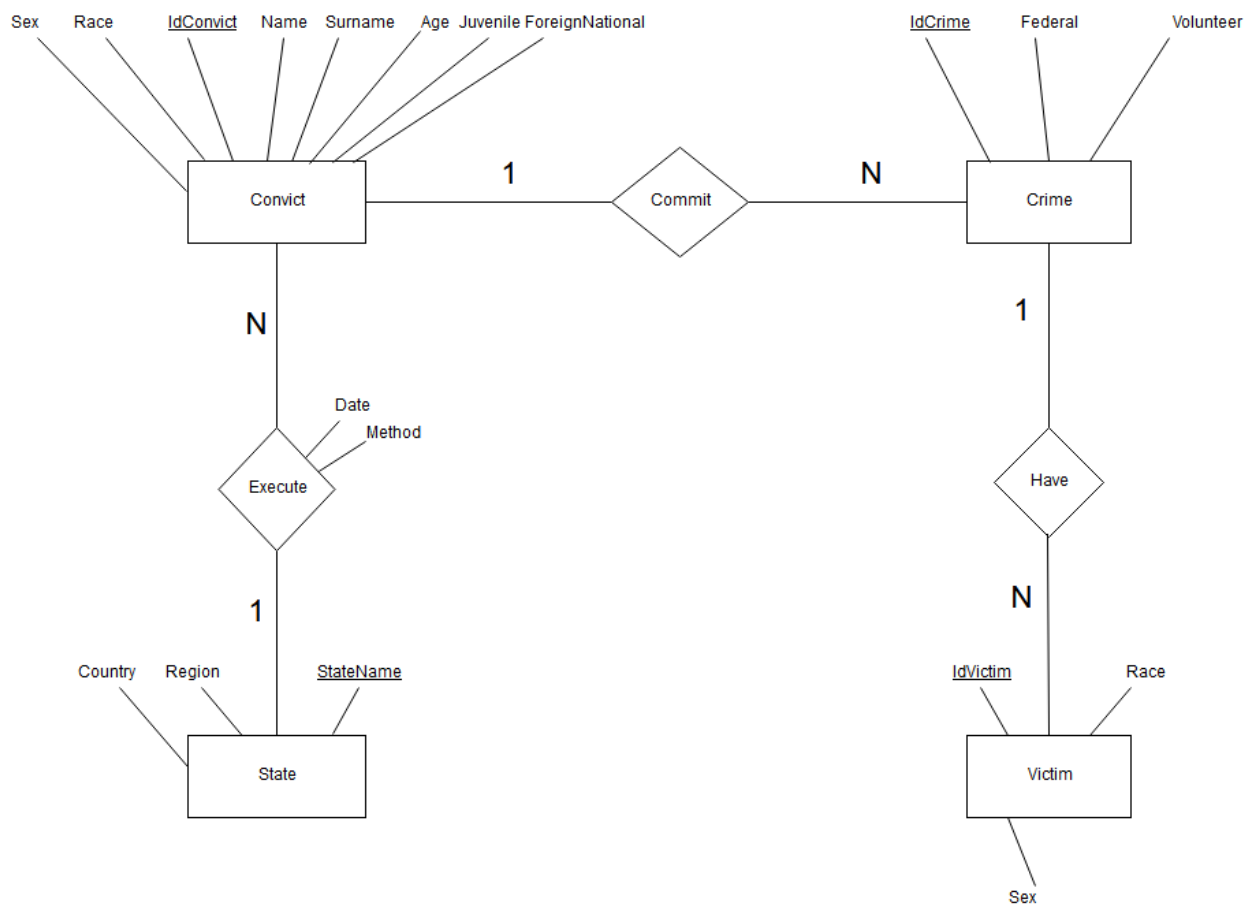 Sex Race IdConvict Name Surname Age Juvenile ForeignNational IdCrime Federal Volunteer
Convict 1 Commit N Crime
N 1
Date
Method
Execute Have
1 N
Country Region StateName IdVictim Race
State Victim
Sex